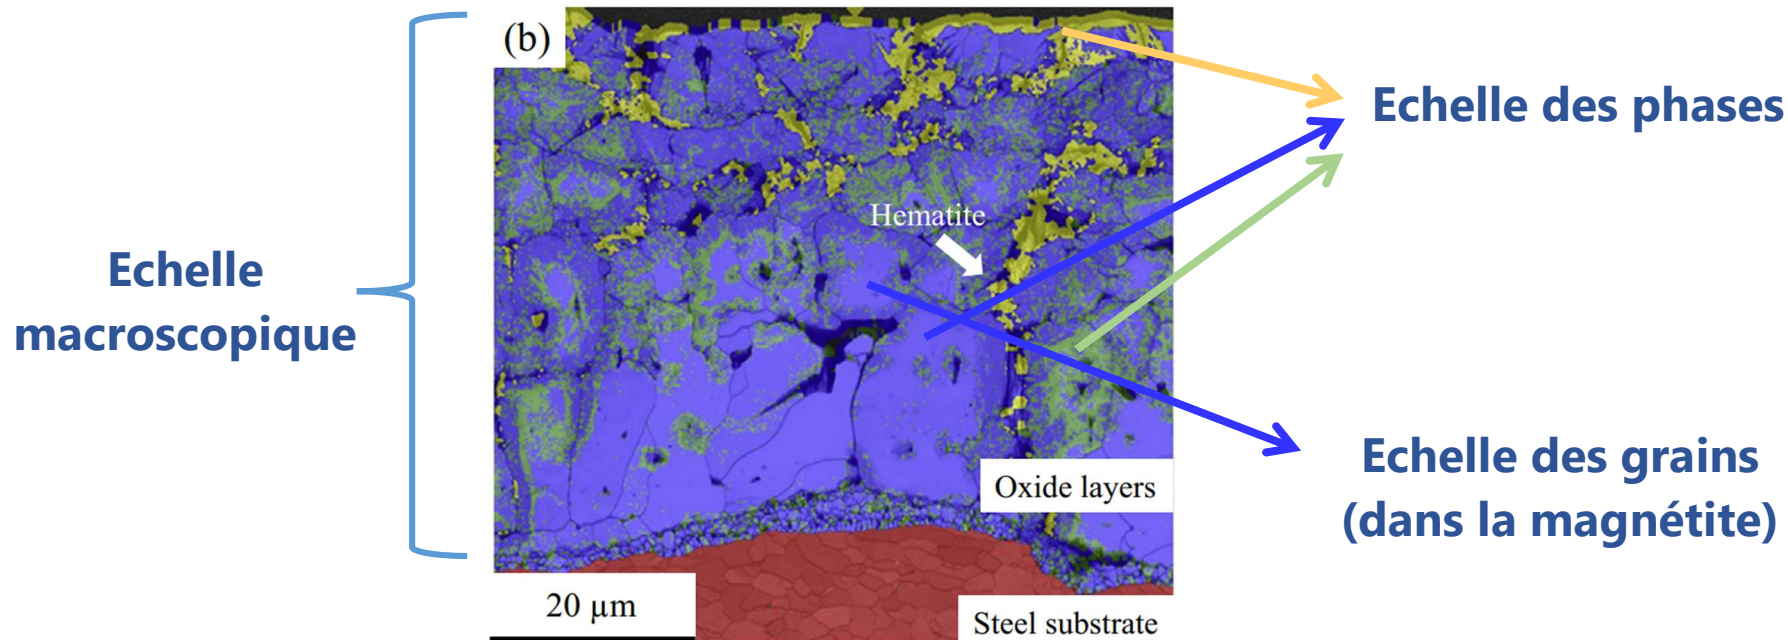 (b)
Echelle des phases
Hematite
Echelle
macroscopique
Echelle des grains
(dans la magnétite)
Oxide layers
20 µm
Steel substrate